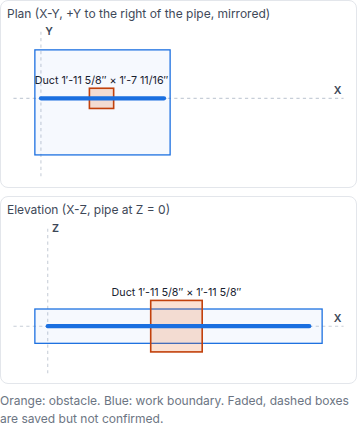 Plan (X-Y, +Y to the right of the pipe, mirrored)
Y
Duct 1′-11 5/8″ × 1′-7 11/16″
X
Elevation (X-Z, pipe at Z = 0)
Z
Duct 1′-11 5/8″ × 1′-11 5/8″
X
Orange: obstacle. Blue: work boundary. Faded, dashed boxes
are saved but not confirmed.